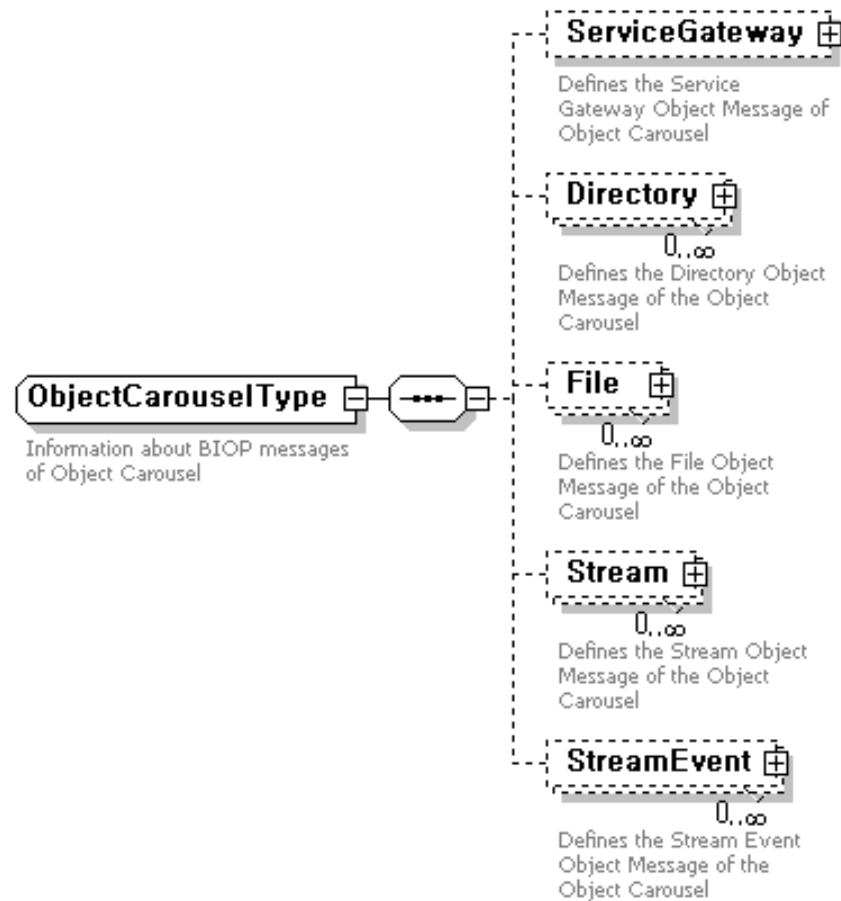 ServiceGateway
Defines the Service
Gateway Object Message of
Object Carousel
Directory
0..∞
Defines the Directory Object
Message of the Object
Carousel
ObjectCarouselType
Information about BIOP messages
of Object Carousel
File
0..∞
Defines the File Object
Message of the Object
Carousel
Stream
0..∞
Defines the Stream Object
Message of the Object
Carousel
StreamEvent
0..∞
Defines the Stream Event
Object Message of the
Object Carousel